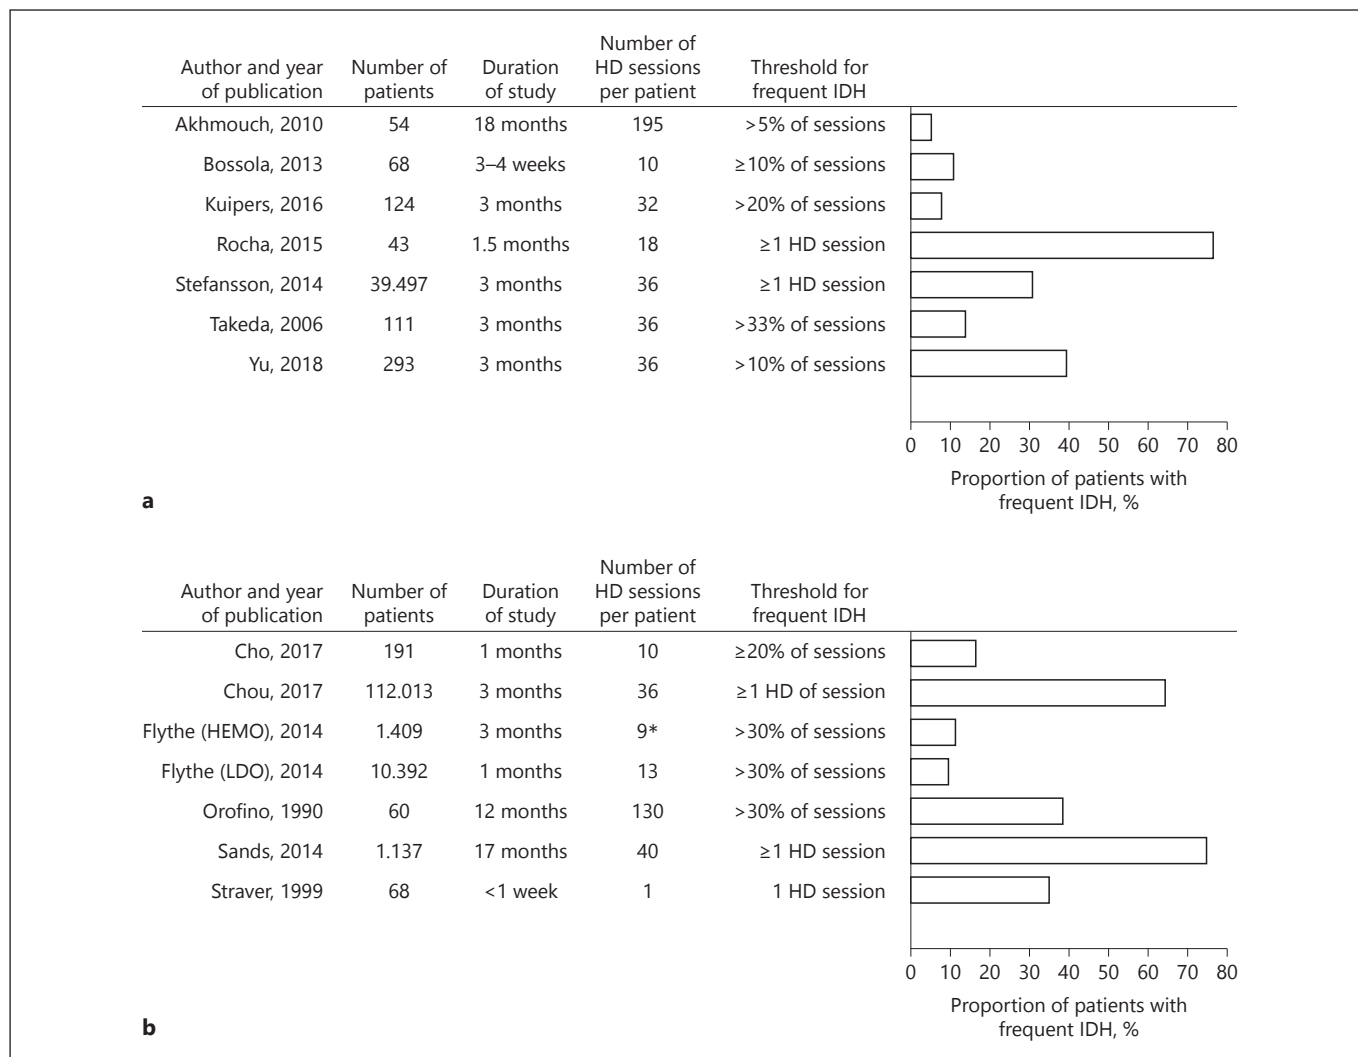 Author and year of publication Number of patients Duration of study Number of HD sessions per patient Threshold for frequent IDH
Akhmouch, 2010 54 18 months 195 >5% of sessions
Bossola, 2013 68 3–4 weeks 10 ≥10% of sessions
Kuipers, 2016 124 3 months 32 >20% of sessions
Rocha, 2015 43 1.5 months 18 ≥1 HD session
Stefansson, 2014 39.497 3 months 36 ≥1 HD session
Takeda, 2006 111 3 months 36 >33% of sessions
Yu, 2018 293 3 months 36 >10% of sessions
0 10 20 30 40 50 60 70 80
Proportion of patients with
frequent IDH, %
a
Author and year of publication Number of patients Duration of study Number of HD sessions per patient Threshold for frequent IDH
Cho, 2017 191 1 months 10 ≥20% of sessions
Chou, 2017 112.013 3 months 36 ≥1 HD of session
Flythe (HEMO), 2014 1.409 3 months 9* >30% of sessions
Flythe (LDO), 2014 10.392 1 months 13 >30% of sessions
Orofino, 1990 60 12 months 130 >30% of sessions
Sands, 2014 1.137 17 months 40 ≥1 HD session
Straver, 1999 68 <1 week 1 1 HD session
0 10 20 30 40 50 60 70 80
Proportion of patients with
frequent IDH, %
b